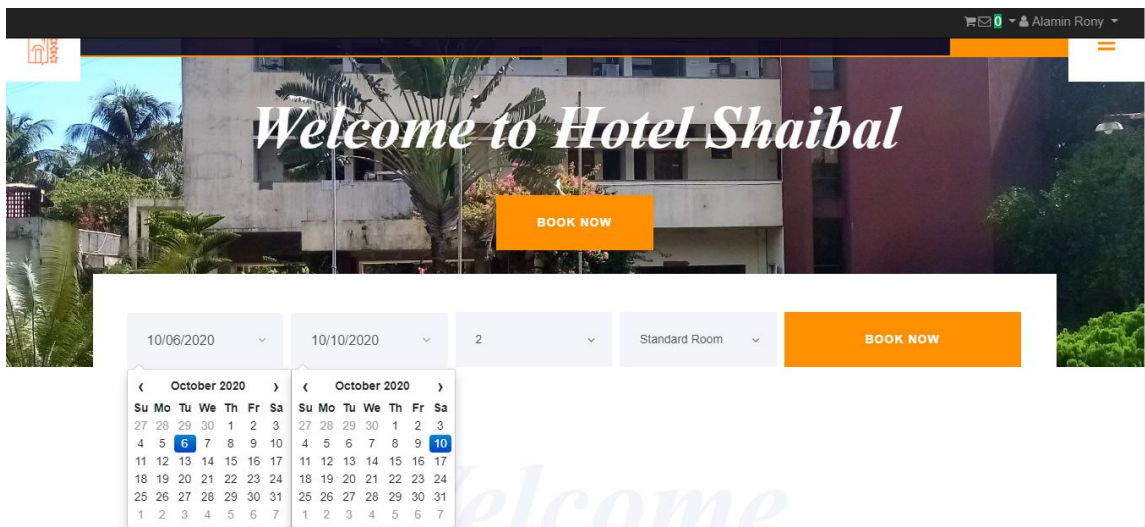 0 Alamin Rony
Welcome to Hotel Shaibal
BOOK NOW
10/06/2020 10/10/2020 2 Standard Room BOOK NOW
‹ October 2020 ›
Su Mo Tu We Th Fr Sa
27 28 29 30 1 2 3
4 5 6 7 8 9 10
11 12 13 14 15 16 17
18 19 20 21 22 23 24
25 26 27 28 29 30 31
1 2 3 4 5 6 7
‹ October 2020 ›
Su Mo Tu We Th Fr Sa
27 28 29 30 1 2 3
4 5 6 7 8 9 10
11 12 13 14 15 16 17
18 19 20 21 22 23 24
25 26 27 28 29 30 31
1 2 3 4 5 6 7
elcome